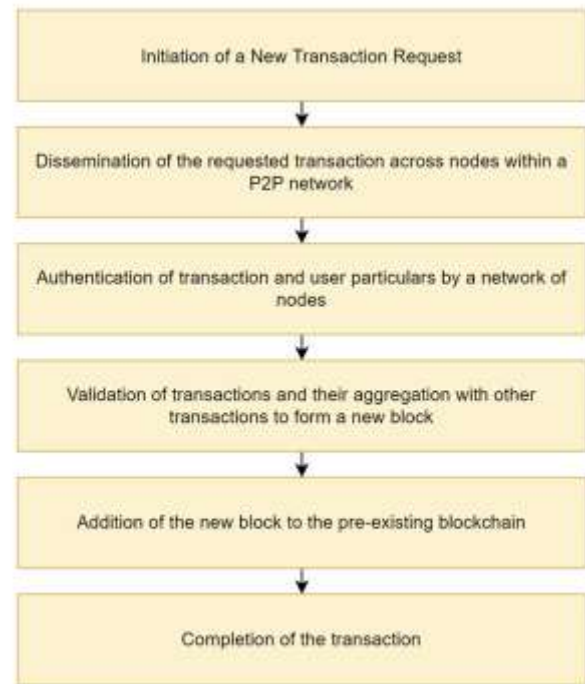 Initiation of a New Transaction Request
Dissemination of the requested transaction across nodes within a
P2P network
Authentication of transaction and user particulars by a network of
nodes
Validation of transactions and their aggregation with other
transactions to form a new block
Addition of the new block to the pre-existing blockchain
Completion of the transaction